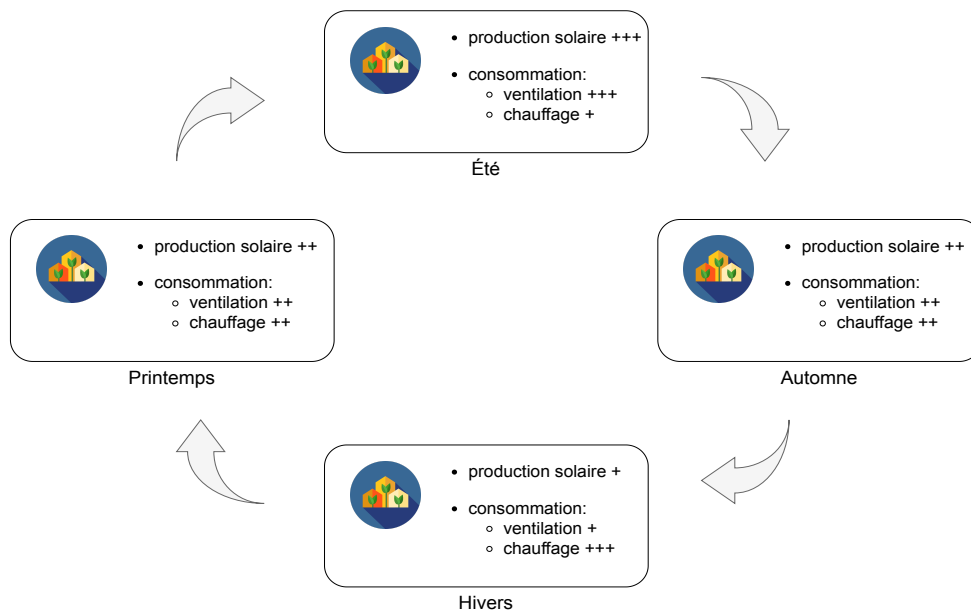 production solaire +++
consommation:
ventilation +++
chauffage +
Été
production solaire ++
consommation:
ventilation ++
chauffage ++
Printemps
production solaire ++
consommation:
ventilation ++
chauffage ++
Automne
production solaire +
consommation:
ventilation +
chauffage +++
Hivers